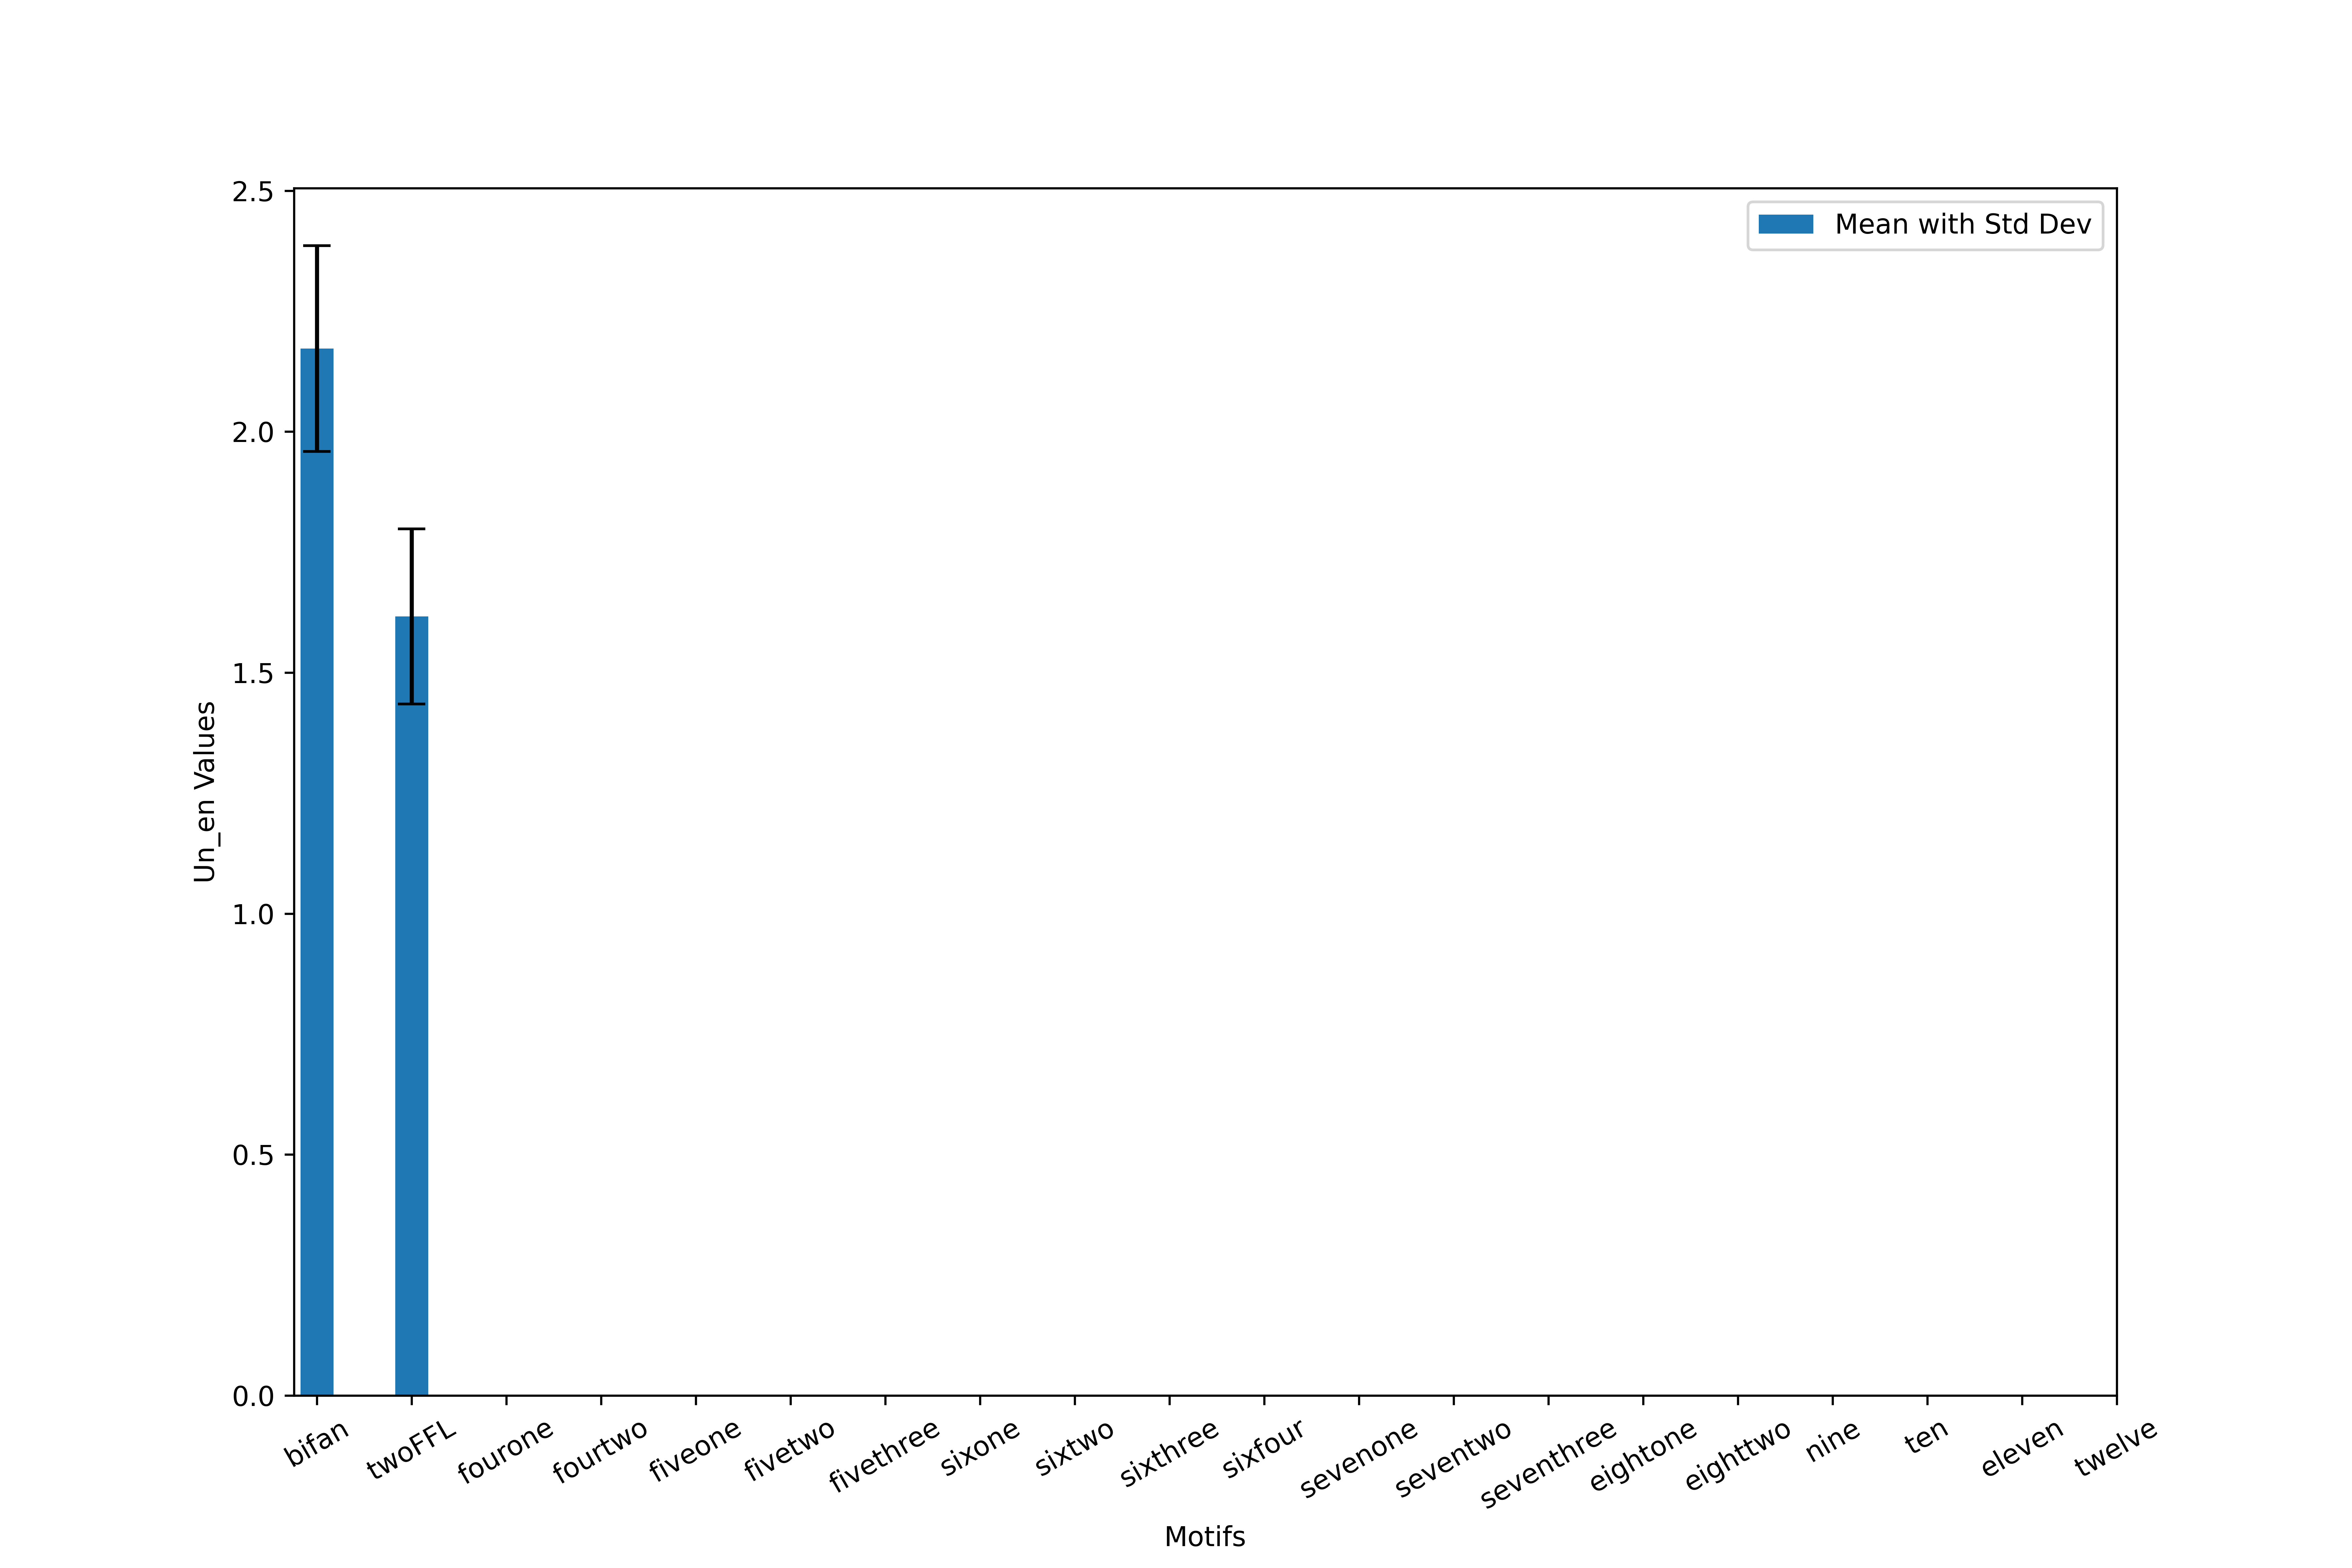 Mean with Std Dev
2.5
2.0
1.5
1.0
0.5
0.0
Un_en Values
bifan
twoFFL
fourone
fourtwo
fiveone
fivetwo
fivethree
sixone
sixtwo
sixthree
sixfour
sevenone
seventwo
seventhree
eightone
eighttwo
nine
ten
eleven
twelve
Motifs